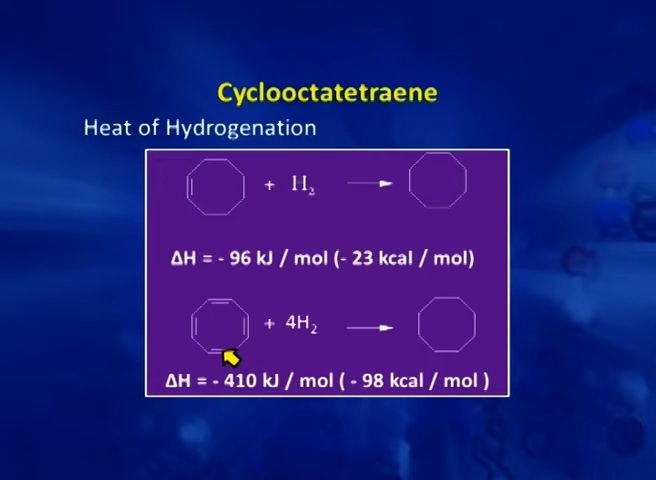 Cyclooctatetraene
Heat of Hydrogenation
+ H₂
ΔH = - 96 kJ / mol (- 23 kcal / mol)
+ 4H₂
ΔH = - 410 kJ / mol ( - 98 kcal / mol )